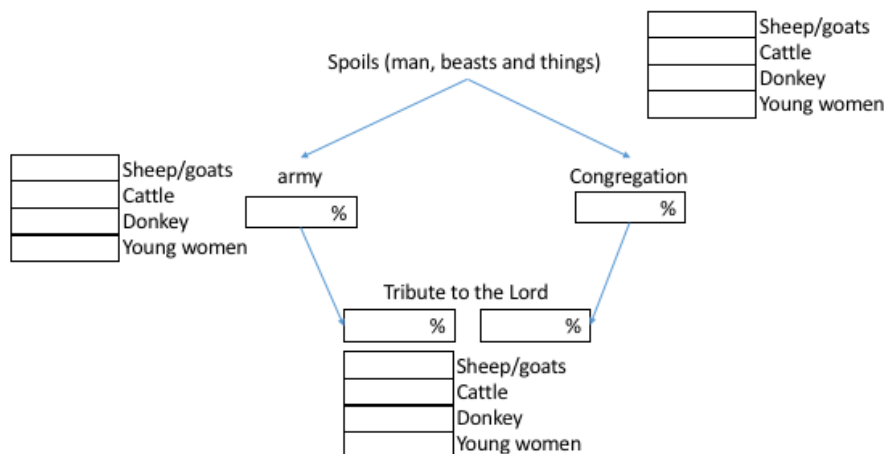 Sheep/goats
Cattle
Donkey
Young women
Spoils (man, beasts and things)
Sheep/goats
Cattle
Donkey
Young women
army
%
Congregation
%
Tribute to the Lord
% %
Sheep/goats
Cattle
Donkey
Young women